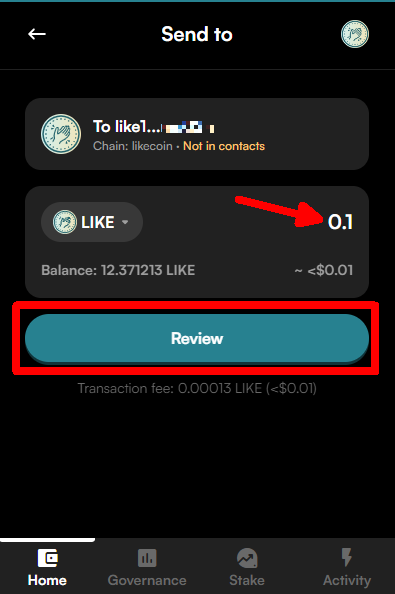 Send to
To like1...
Chain: likecoin · Not in contacts
LIKE
0.1
Balance: 12.371213 LIKE
~ <$0.01
Review
Transaction fee: 0.00013 LIKE (<$0.01)
Home
Governance
Stake
Activity